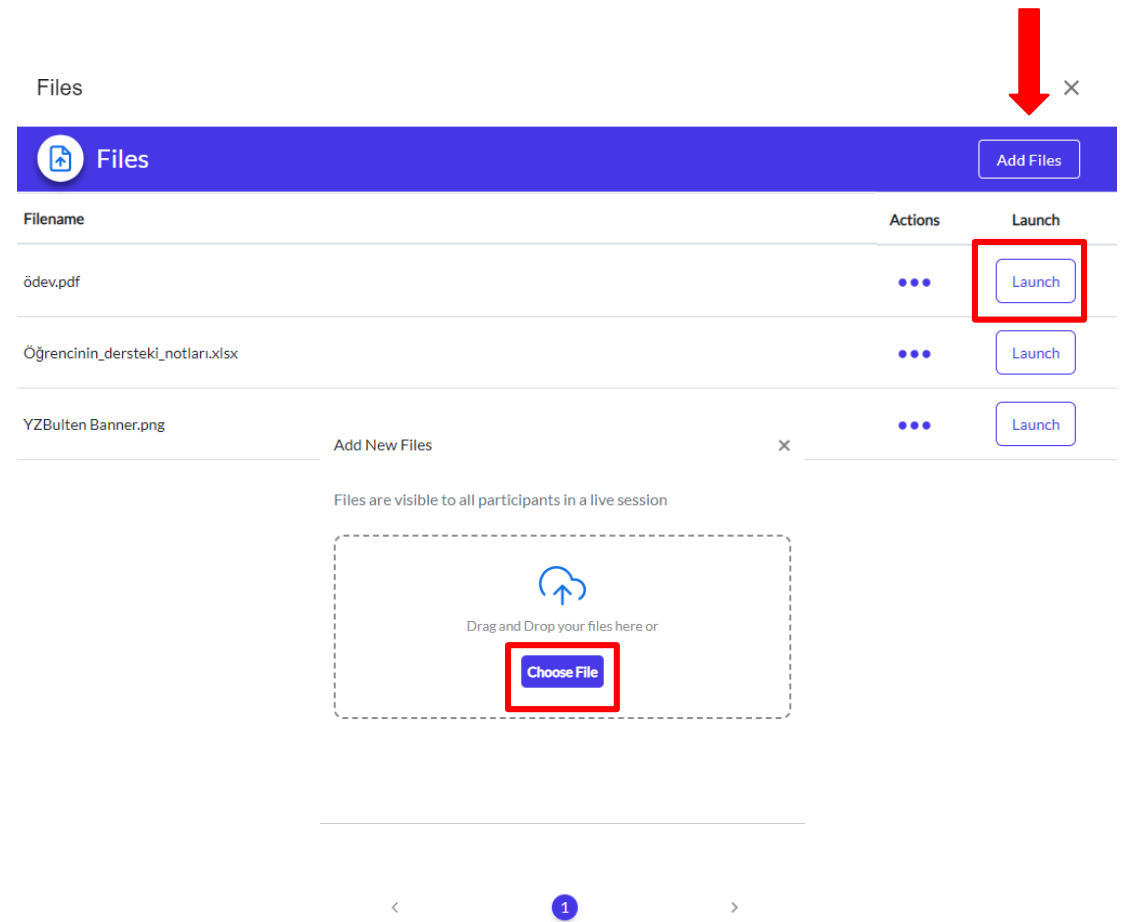 Files
Files
Add Files
Filename Actions Launch
ödev.pdf Launch
Öğrencinin_dersteki_notları.xlsx Launch
YZBulten Banner.png Launch
Add New Files
Files are visible to all participants in a live session
Drag and Drop your files here or
Choose File
1